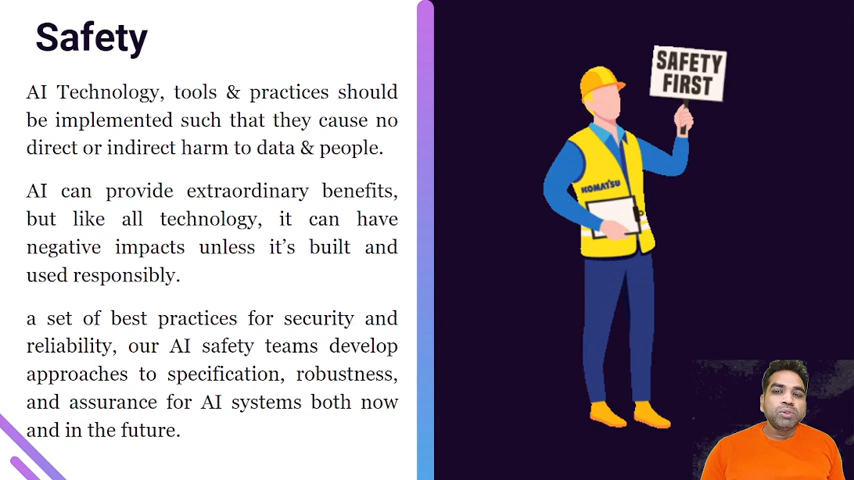 Safety
AI Technology, tools & practices should
be implemented such that they cause no
direct or indirect harm to data & people.
AI can provide extraordinary benefits,
but like all technology, it can have
negative impacts unless it's built and
used responsibly.
a set of best practices for security and
reliability, our AI safety teams develop
approaches to specification, robustness,
and assurance for AI systems both now
and in the future.
SAFETY
FIRST
KOMATSU